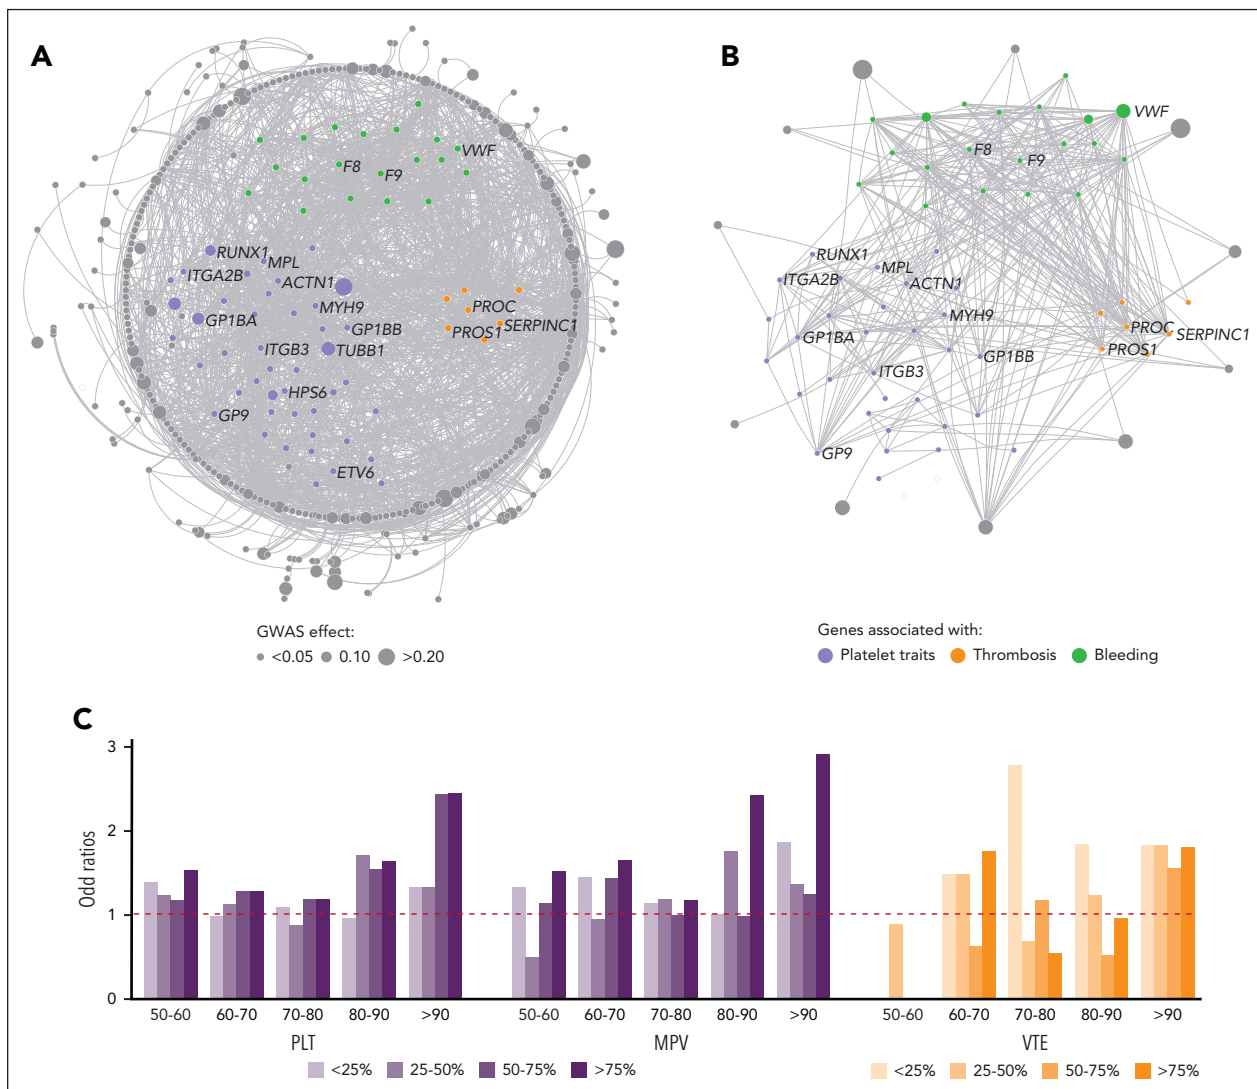 A
VWF
F8
F9
RUNX1
MPL
ITGA2B
ACTN1
MYH9
PROC
GP1BA
GP1BB
PROS1
SERPINC1
ITGB3
TUBB1
HPS6
GP9
ETV6
GWAS effect:
<0.05 0.10 >0.20
B
VWF
F8
F9
RUNX1
MPL
ITGA2B
ACTN1
MYH9
PROC
SERPINC1
GP1BA
PROS1
GP1BB
ITGB3
GP9
Genes associated with:
Platelet traits Thrombosis Bleeding
C
Odd ratios
3
2
1
0
50-60 60-70 70-80 80-90 >90 50-60 60-70 70-80 80-90 >90 50-60 60-70 70-80 80-90 >90
PLT MPV VTE
<25% 25-50% 50-75% >75% <25% 25-50% 50-75% >75%